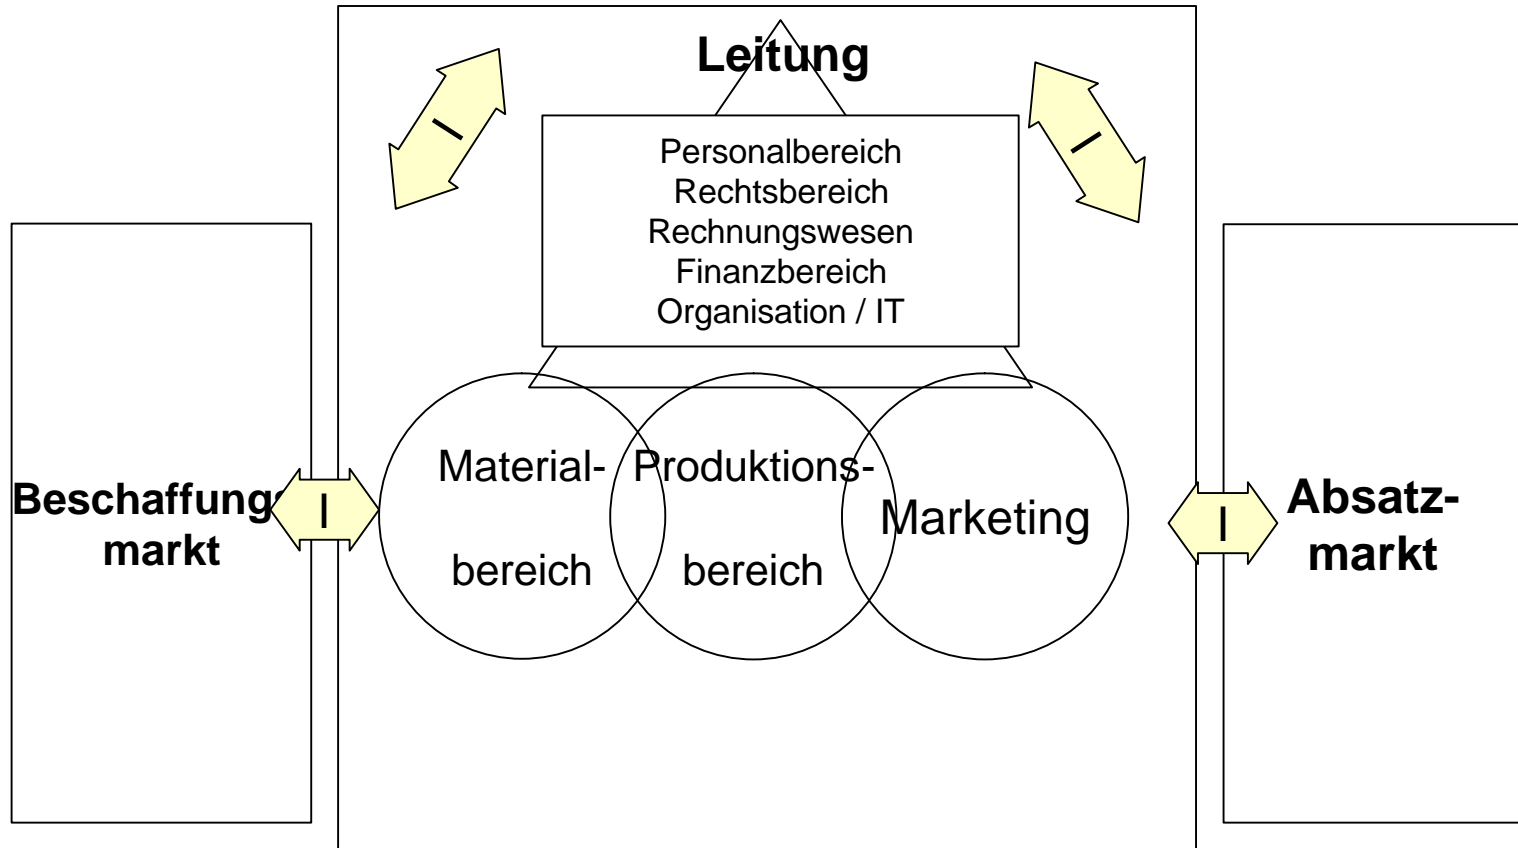 Leitung
I
I
Personalbereich
Rechtsbereich
Rechnungswesen
Finanzbereich
Organisation / IT
Beschaffungs
markt
I
Material-
bereich
Produktions-
bereich
Marketing
I
Absatz-
markt